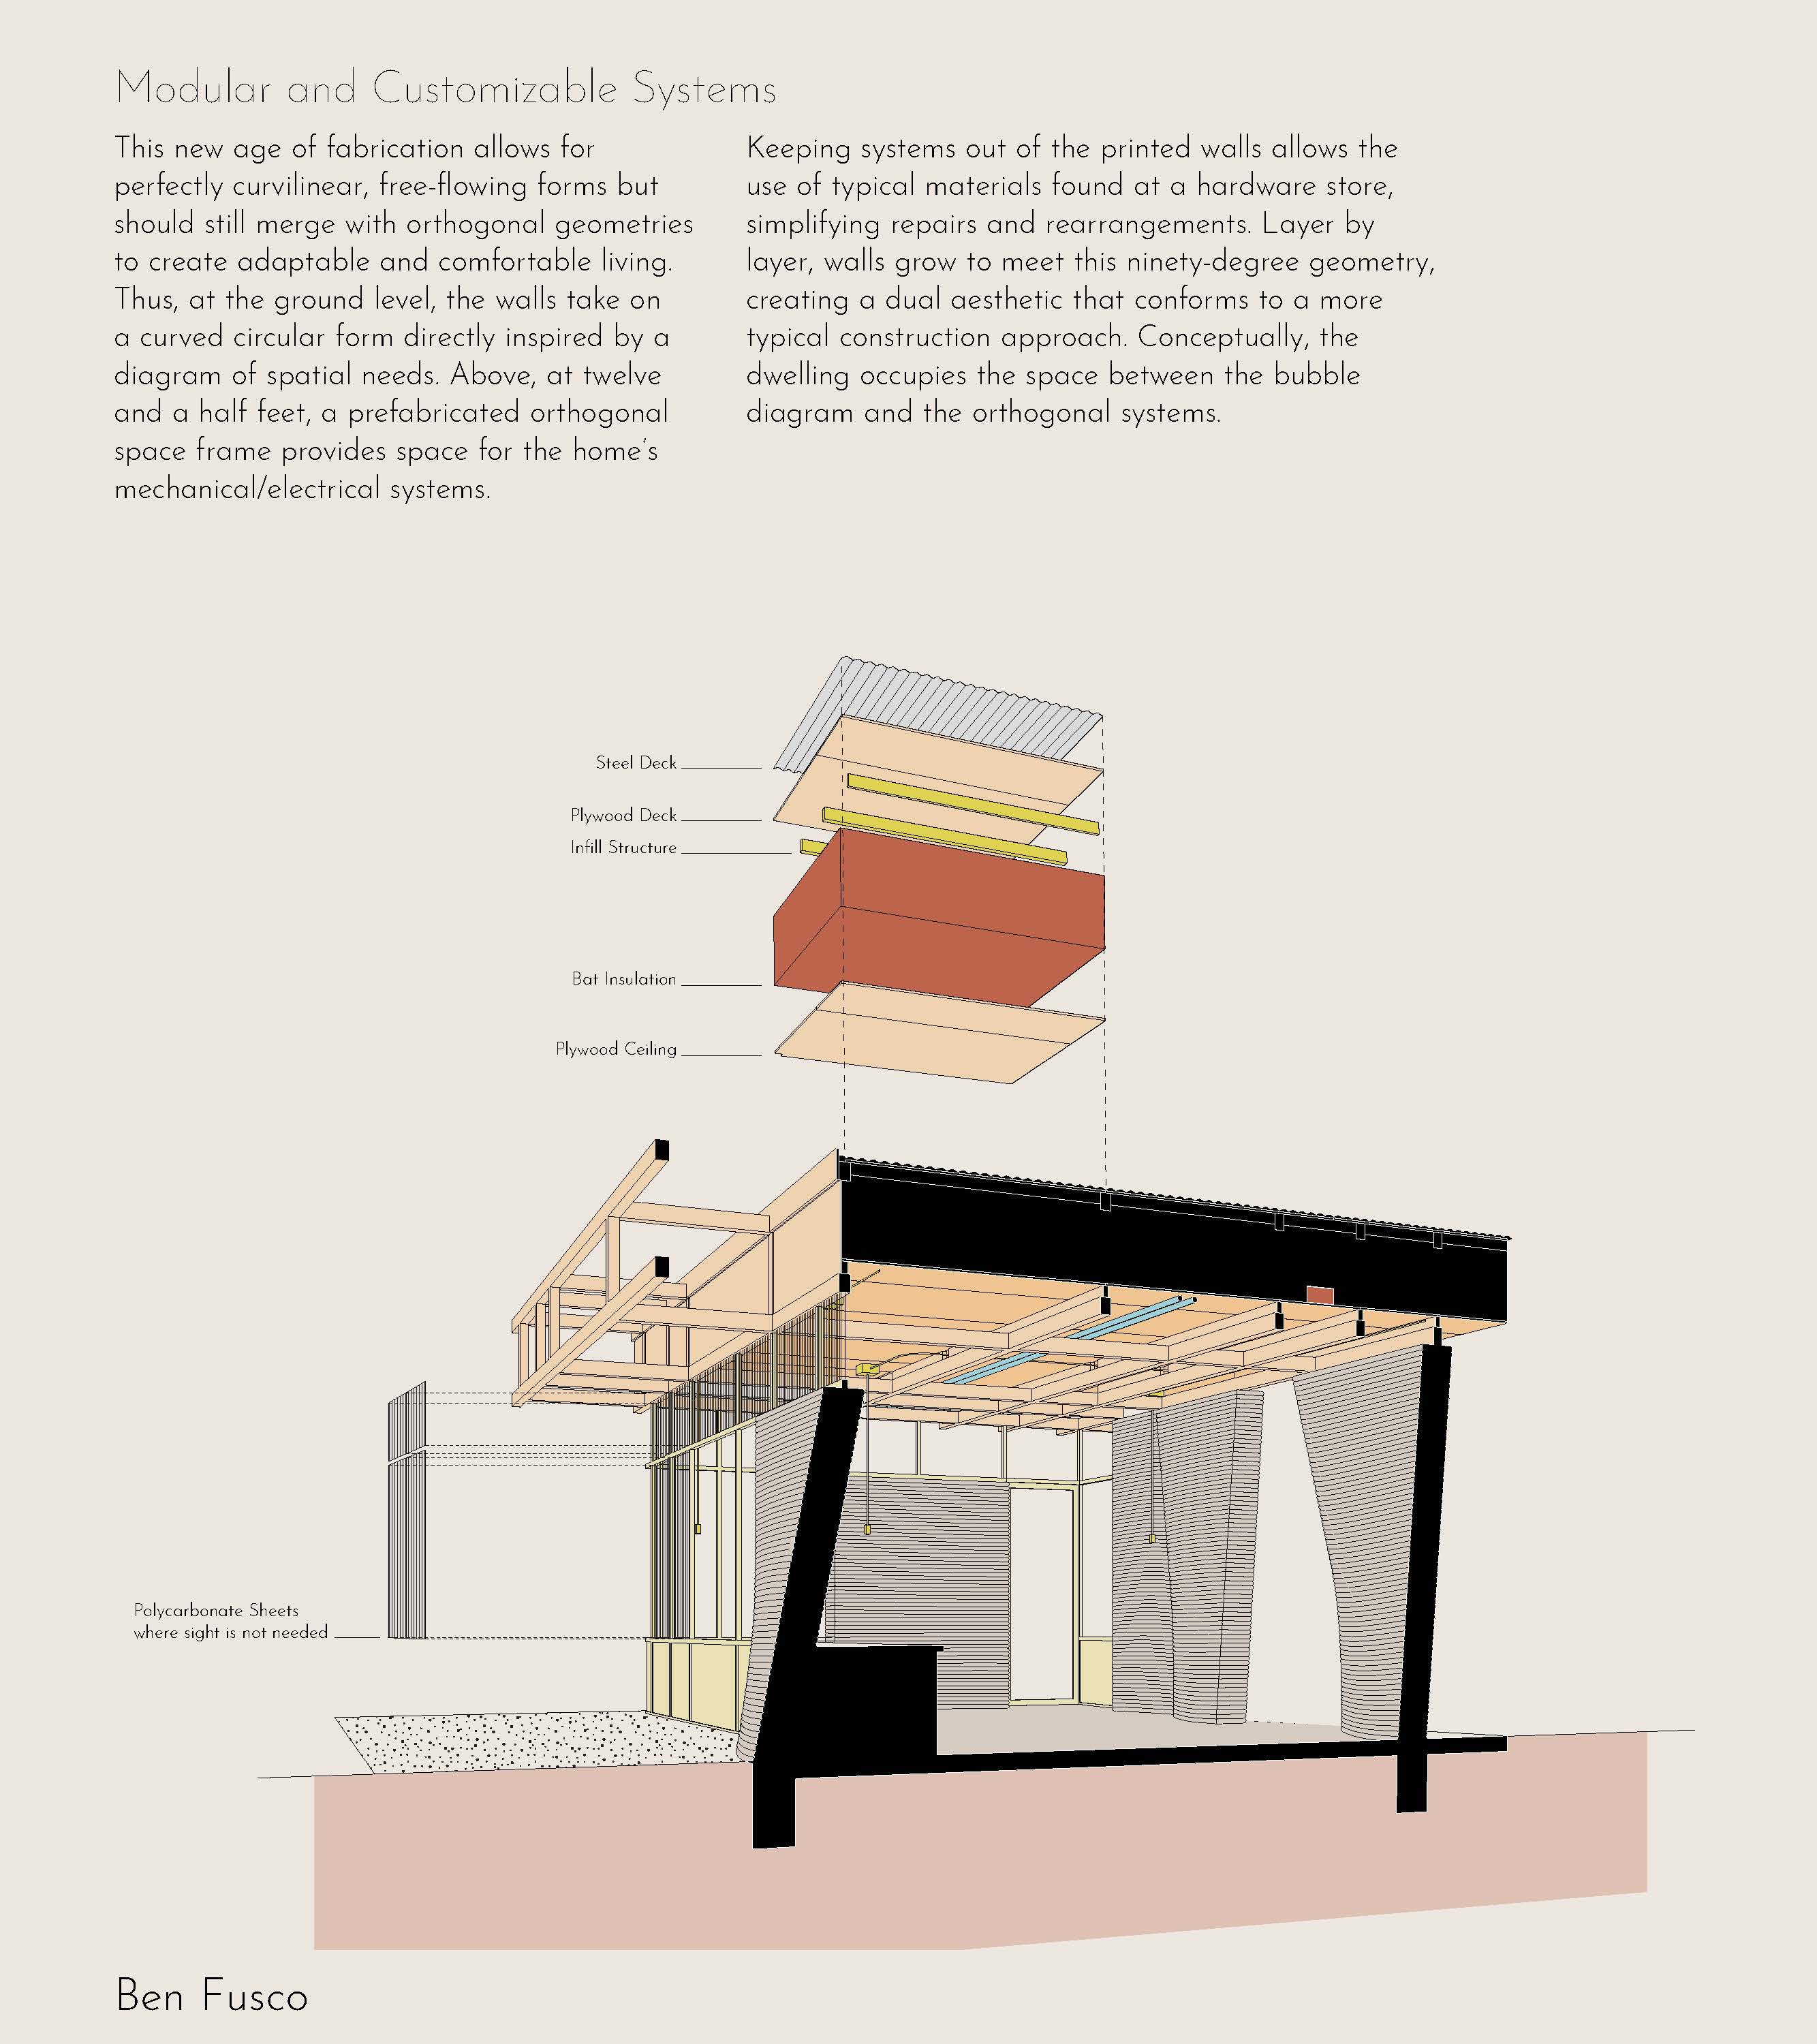 Modular and Customizable Systems
This new age of fabrication allows for
perfectly curvilinear, free-flowing forms but
should still merge with orthogonal geometries
to create adaptable and comfortable living.
Thus, at the ground level, the walls take on
a curved circular form directly inspired by a
diagram of spatial needs. Above, at twelve
and a half feet, a prefabricated orthogonal
space frame provides space for the home's
mechanical/electrical systems.
Keeping systems out of the printed walls allows the
use of typical materials found at a hardware store,
simplifying repairs and rearrangements. Layer by
layer, walls grow to meet this ninety-degree geometry,
creating a dual aesthetic that conforms to a more
typical construction approach. Conceptually, the
dwelling occupies the space between the bubble
diagram and the orthogonal systems.
Steel Deck
Plywood Deck
Infill Structure
Bat Insulation
Plywood Ceiling
Polycarbonate Sheets
where sight is not needed
Ben Fusco